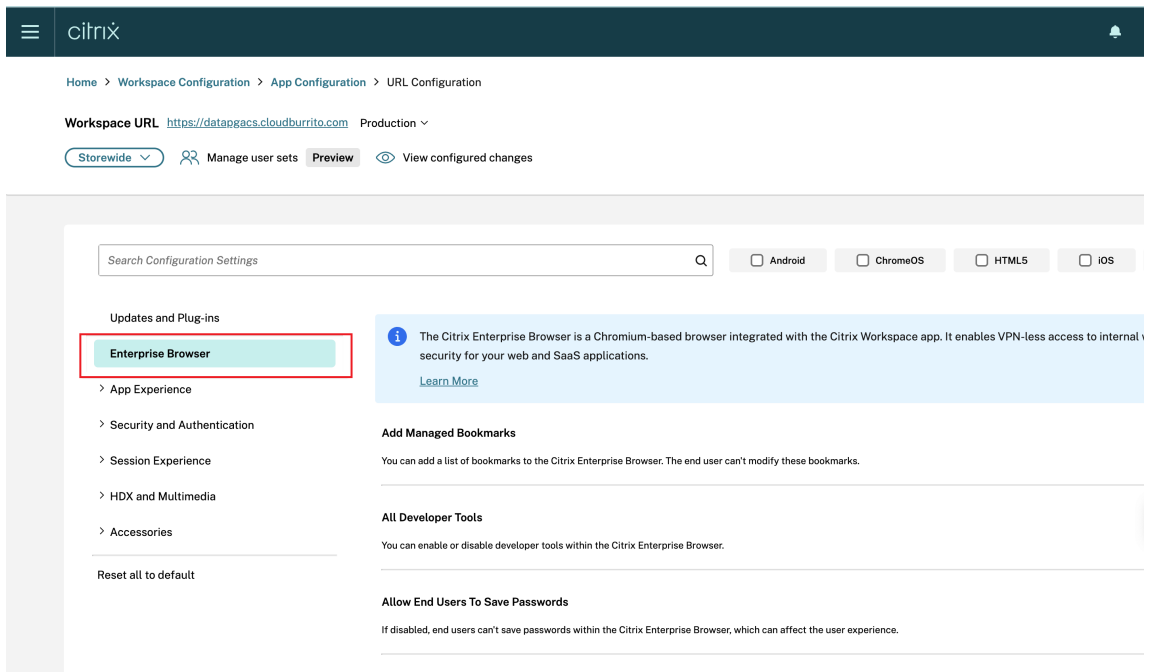 citrix
Home > Workspace Configuration > App Configuration > URL Configuration
Workspace URL https://datapgacs.cloudburrito.com Production
Storewide Manage user sets Preview View configured changes
Search Configuration Settings Android ChromeOS HTML5 iOS
Updates and Plug-ins
Enterprise Browser
App Experience
Security and Authentication
Session Experience
HDX and Multimedia
Accessories
Reset all to default
The Citrix Enterprise Browser is a Chromium-based browser integrated with the Citrix Workspace app. It enables VPN-less access to internal
security for your web and SaaS applications.
Learn More
Add Managed Bookmarks
You can add a list of bookmarks to the Citrix Enterprise Browser. The end user can't modify these bookmarks.
All Developer Tools
You can enable or disable developer tools within the Citrix Enterprise Browser.
Allow End Users To Save Passwords
If disabled, end users can't save passwords within the Citrix Enterprise Browser, which can affect the user experience.